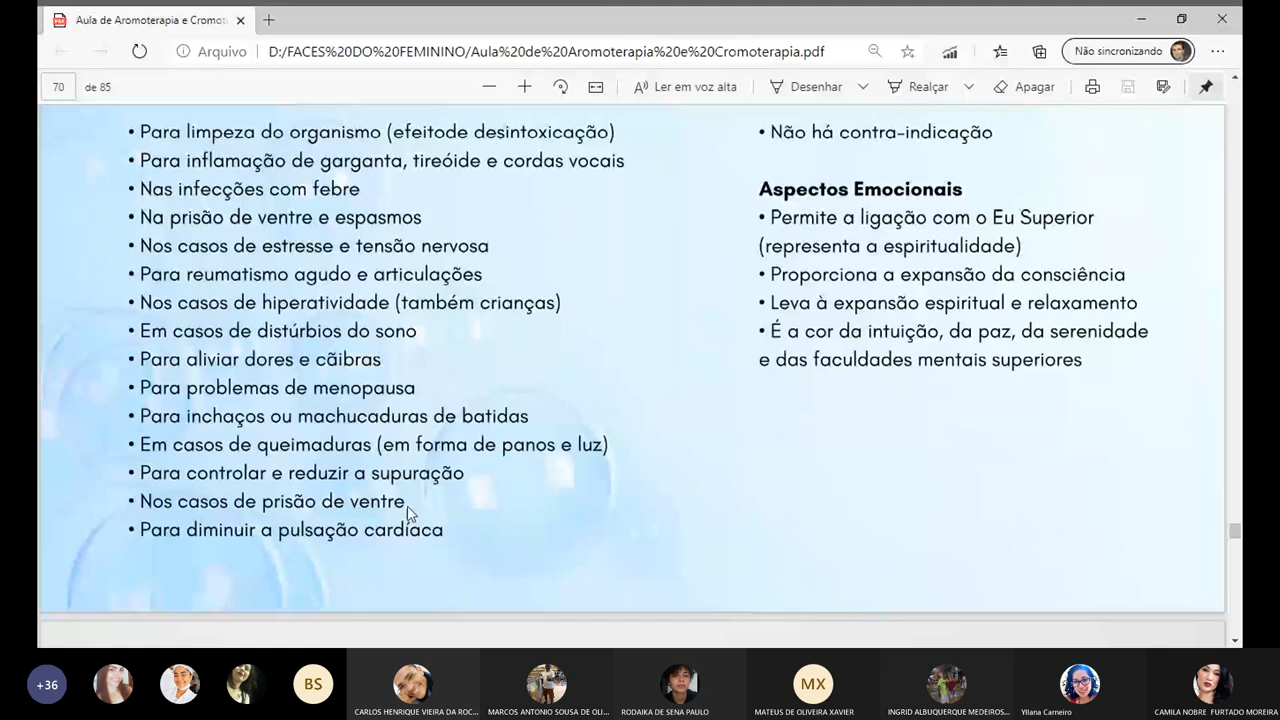 Aula de Aromoterapia e Cromot
Arquivo
D:/FACES%20DO%20FEMININO/Aula%20de%20Aromoterapia%20e%20Cromoterapia.pdf
Não sincronizando
70 de 85
Ler em voz alta
Desenhar
Realçar
Apagar
• Para limpeza do organismo (efeitode desintoxicação)
• Para inflamação de garganta, tireóide e cordas vocais
• Nas infecções com febre
• Na prisão de ventre e espasmos
• Nos casos de estresse e tensão nervosa
• Para reumatismo agudo e articulações
• Nos casos de hiperatividade (também crianças)
• Em casos de distúrbios do sono
• Para aliviar dores e cãibras
• Para problemas de menopausa
• Para inchaços ou machucaduras de batidas
• Em casos de queimaduras (em forma de panos e luz)
• Para controlar e reduzir a supuração
• Nos casos de prisão de ventre
• Para diminuir a pulsação cardíaca
• Não há contra-indicação
Aspectos Emocionais
• Permite a ligação com o Eu Superior
(representa a espiritualidade)
• Proporciona a expansão da consciência
• Leva à expansão espiritual e relaxamento
• É a cor da intuição, da paz, da serenidade
e das faculdades mentais superiores
+36
BS
CARLOS HENRIQUE VIEIRA DA ROC...
MARCOS ANTONIO SOUSA DE OLI...
RODAIKA DE SENA PAULO
MX
MATEUS DE OLIVEIRA XAVIER
INGRID ALBUQUERQUE MEDEIROS...
Yllana Carneiro
CAMILA NOBRE FURTADO MOREIRA